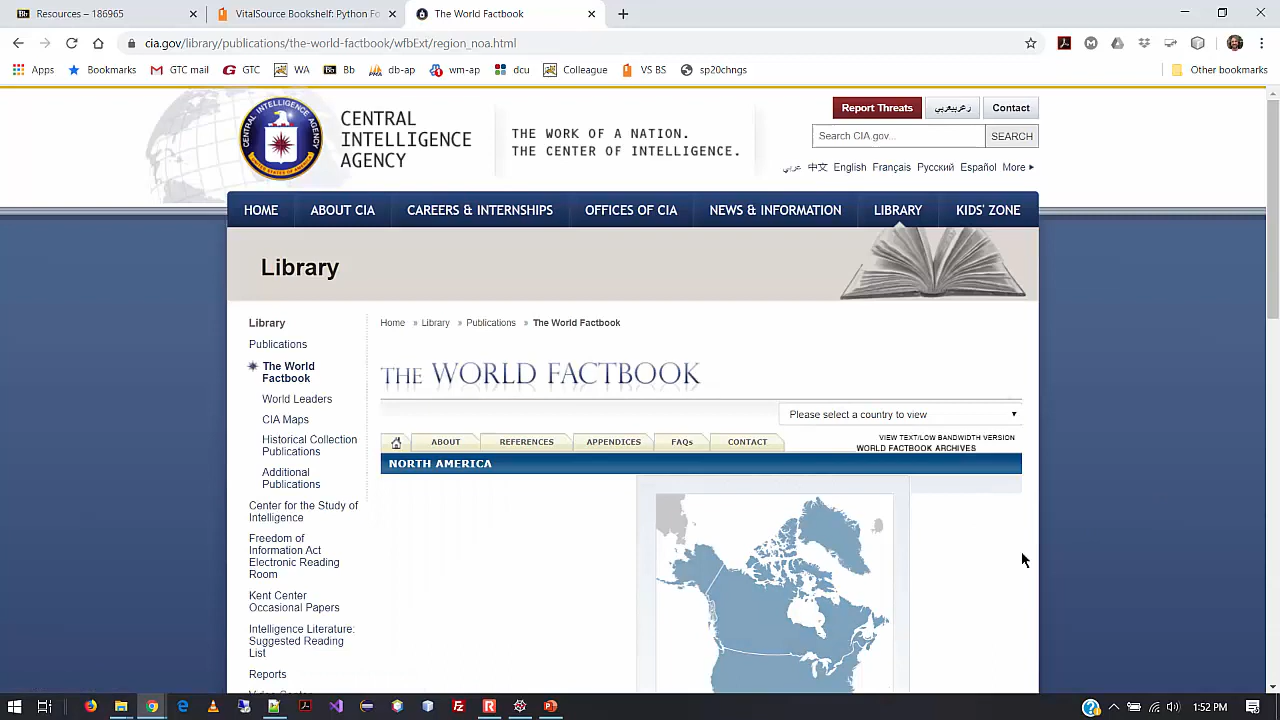 Resources – 186965
VitalSource Bookshelf: Python Fo
The World Factbook
cia.gov/library/publications/the-world-factbook/wfbExt/region_noa.html
Apps
Bookmarks
GTC mail
GTC
WA
Bb
db-ap
wm-ap
dcu
Colleague
VS BS
sp20chngs
Other bookmarks
CENTRAL
INTELLIGENCE
AGENCY
THE WORK OF A NATION.
THE CENTER OF INTELLIGENCE.
Report Threats
Contact
Search CIA.gov...
SEARCH
عربي 中文 English Français Русский Español More
HOME
ABOUT CIA
CAREERS & INTERNSHIPS
OFFICES OF CIA
NEWS & INFORMATION
LIBRARY
KIDS' ZONE
Library
Library
Publications
The World
Factbook
World Leaders
CIA Maps
Historical Collection
Publications
Additional
Publications
Center for the Study of
Intelligence
Freedom of
Information Act
Electronic Reading
Room
Kent Center
Occasional Papers
Intelligence Literature:
Suggested Reading
List
Reports
Home » Library » Publications » The World Factbook
THE WORLD FACTBOOK
Please select a country to view
ABOUT
REFERENCES
APPENDICES
FAQs
CONTACT
VIEW TEXT/LOW BANDWIDTH VERSION
WORLD FACTBOOK ARCHIVES
NORTH AMERICA
1:52 PM